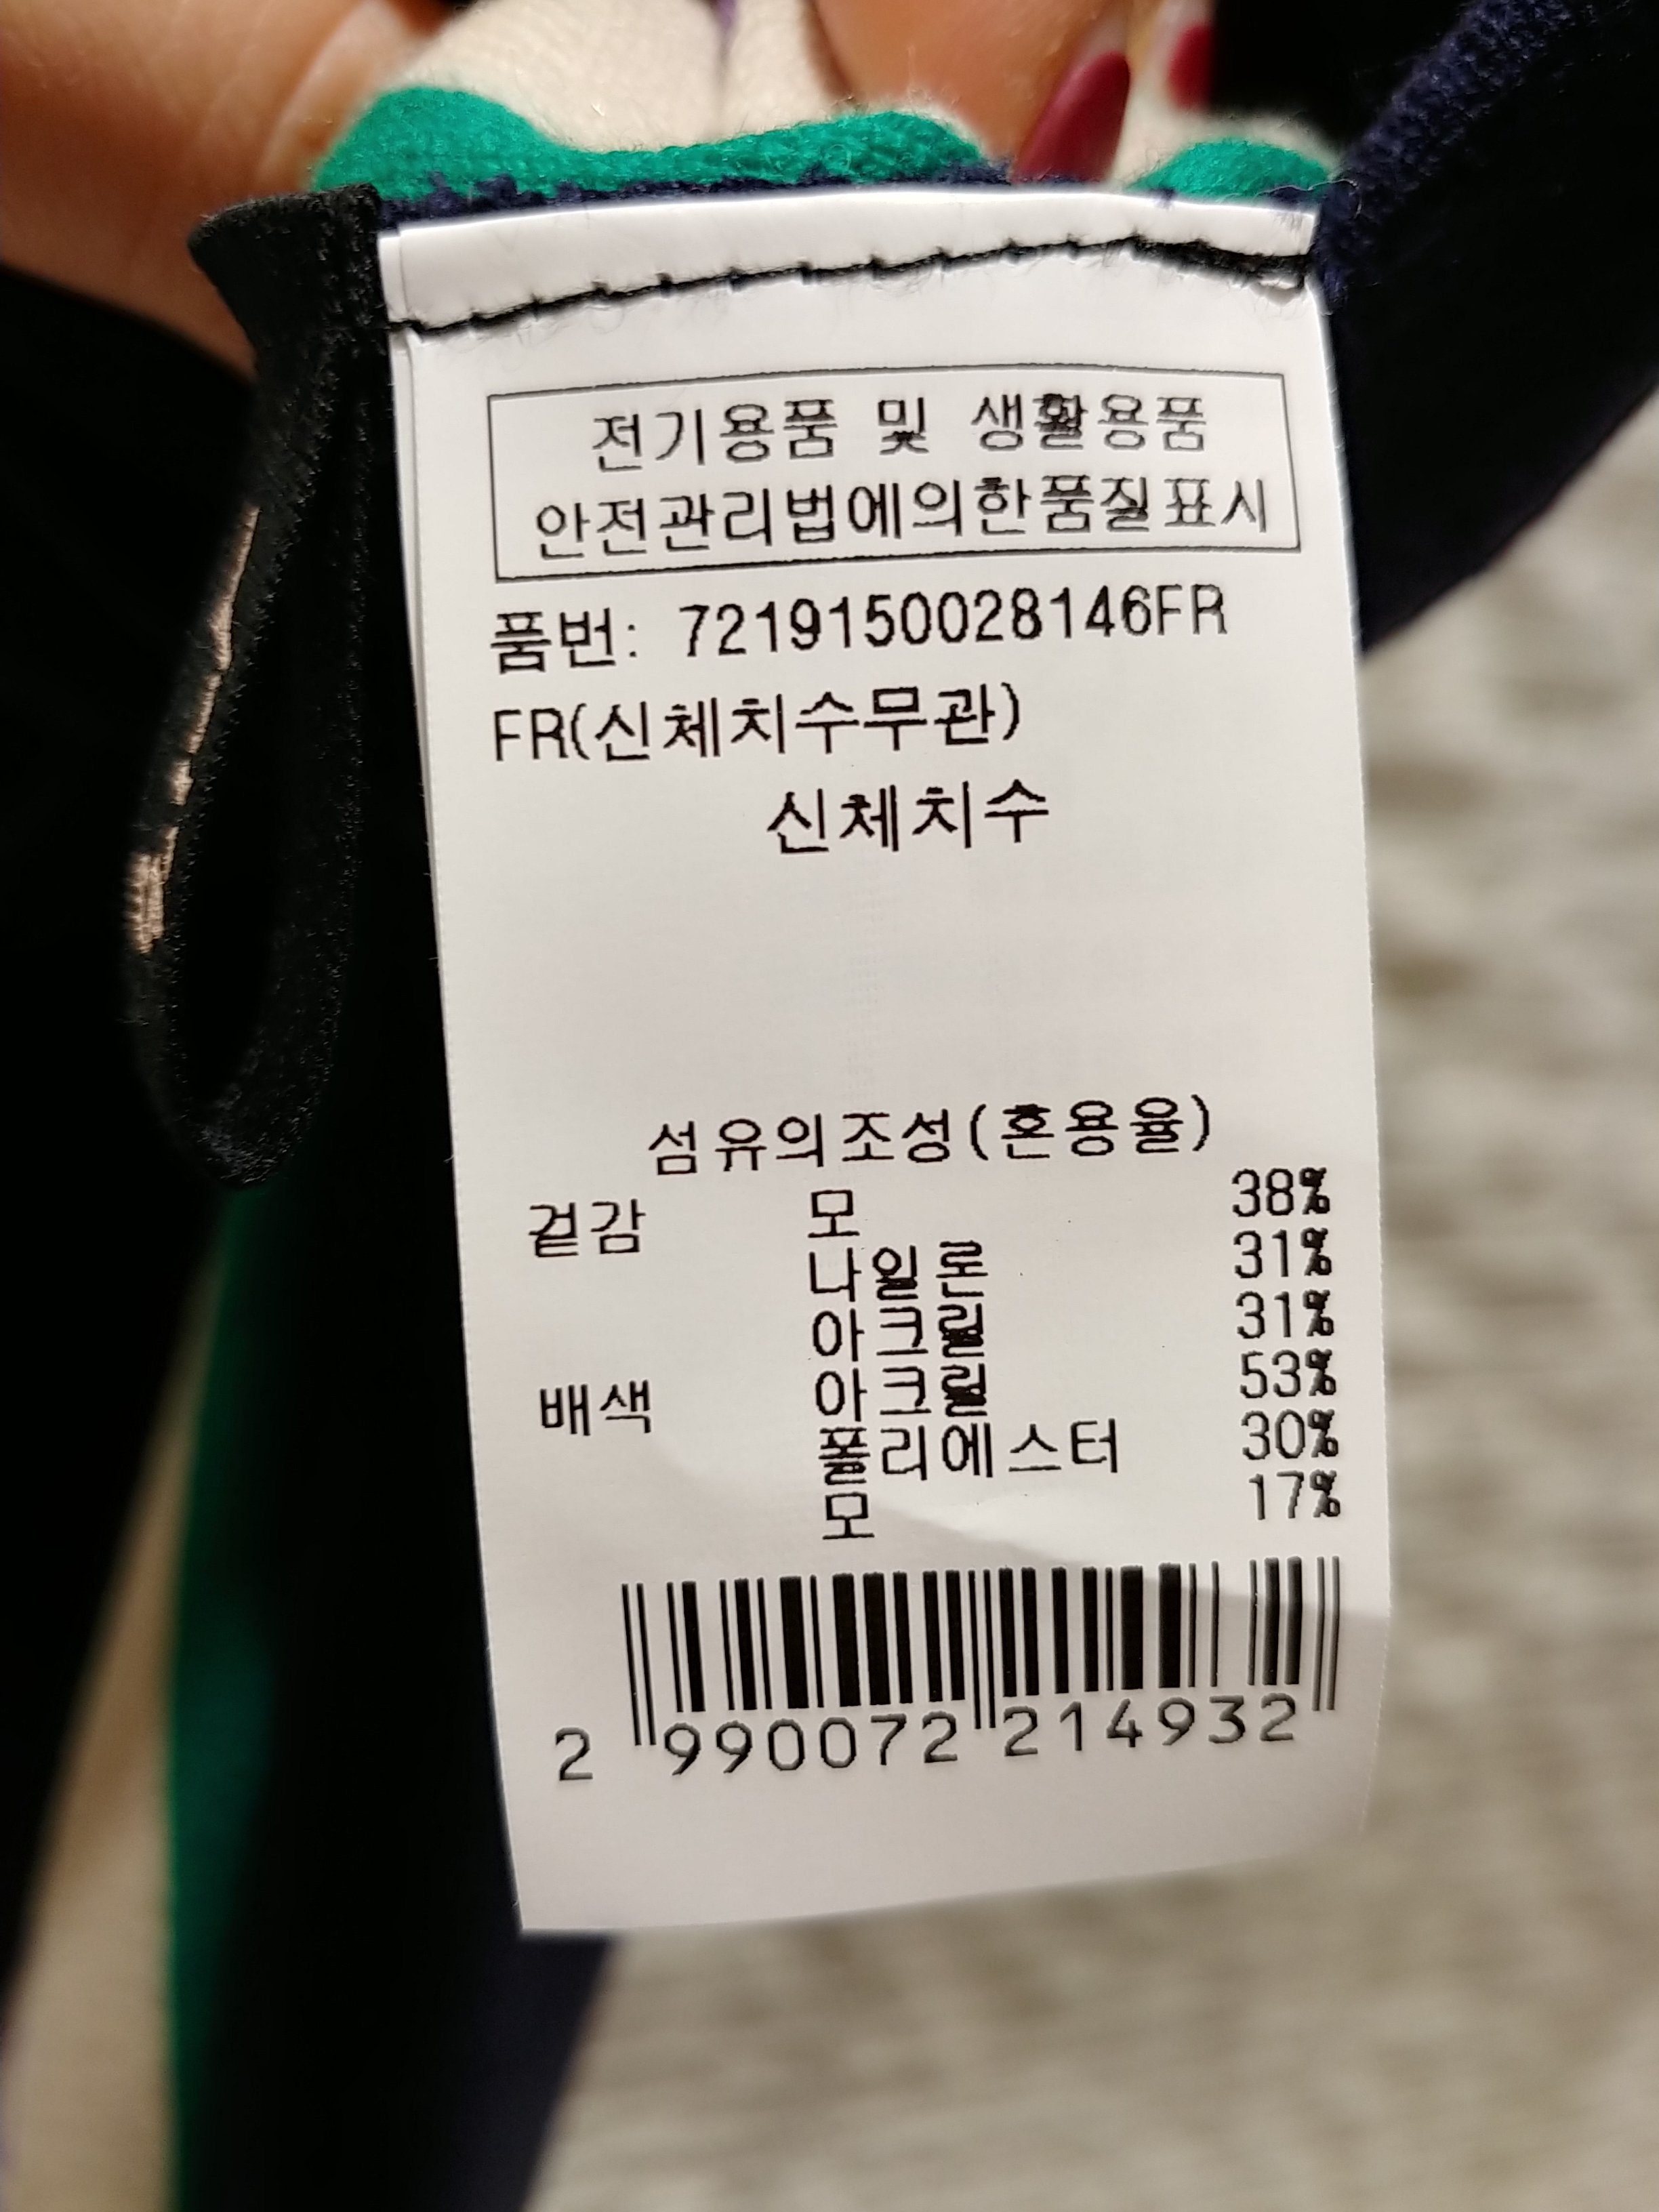 전기용품 및 생활용품
안전관리법에의한품질표시
품번: 7219150028146FR
FR(신체치수무관)
신체치수
섬유의조성(혼용율)
겉감 모 38%
나일론 31%
아크릴 31%
배색 아크릴 53%
폴리에스터 30%
모 17%
2 990072 214932